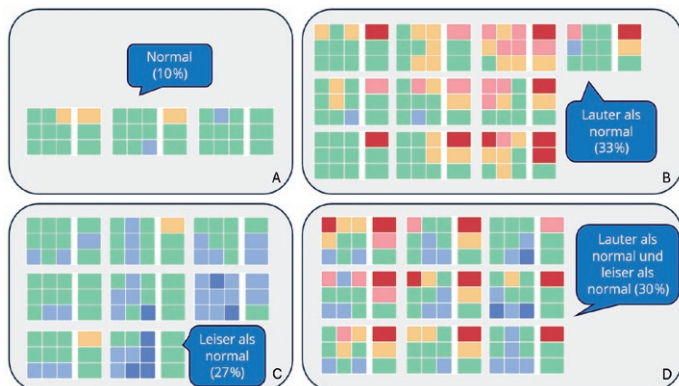 Normal
(10%)
A
Lauter als
normal
(33%)
B
Leiser als
normal
(27%)
C
Lauter als
normal und
leiser als
normal (30%)
D